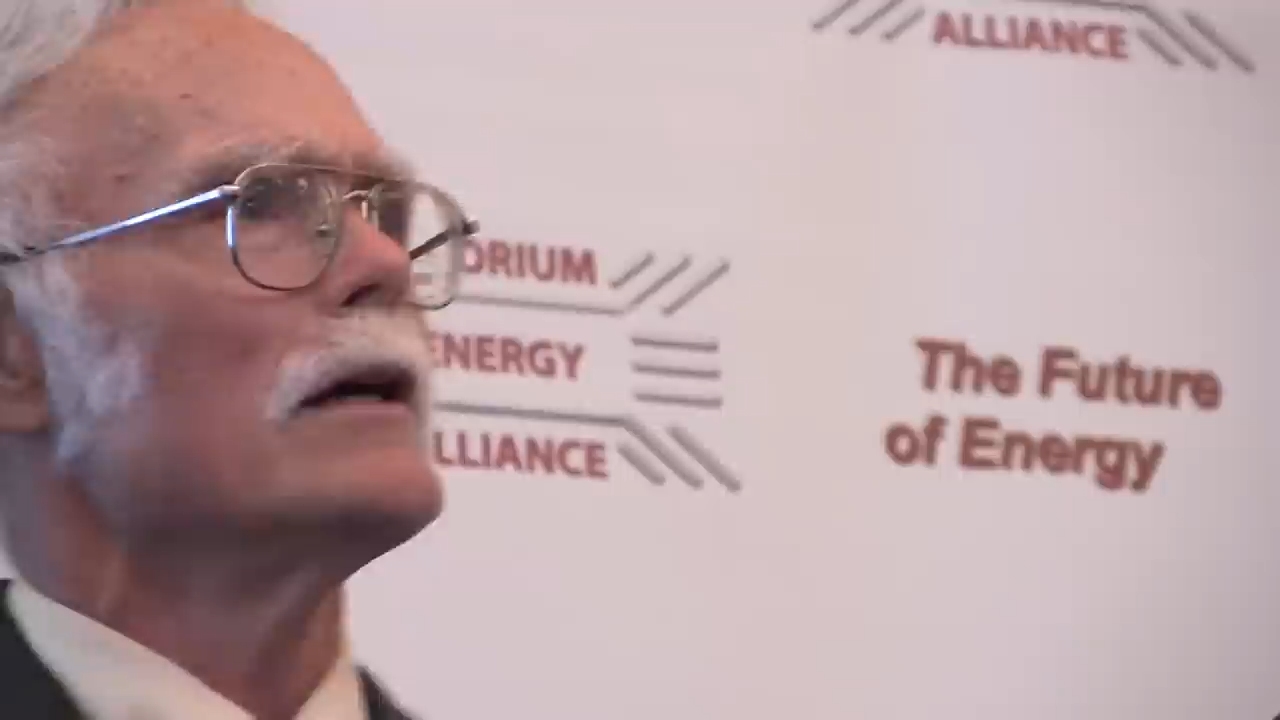 ALLIANCE
ORIUM
ENERGY
LLIANCE
The Future
of Energy